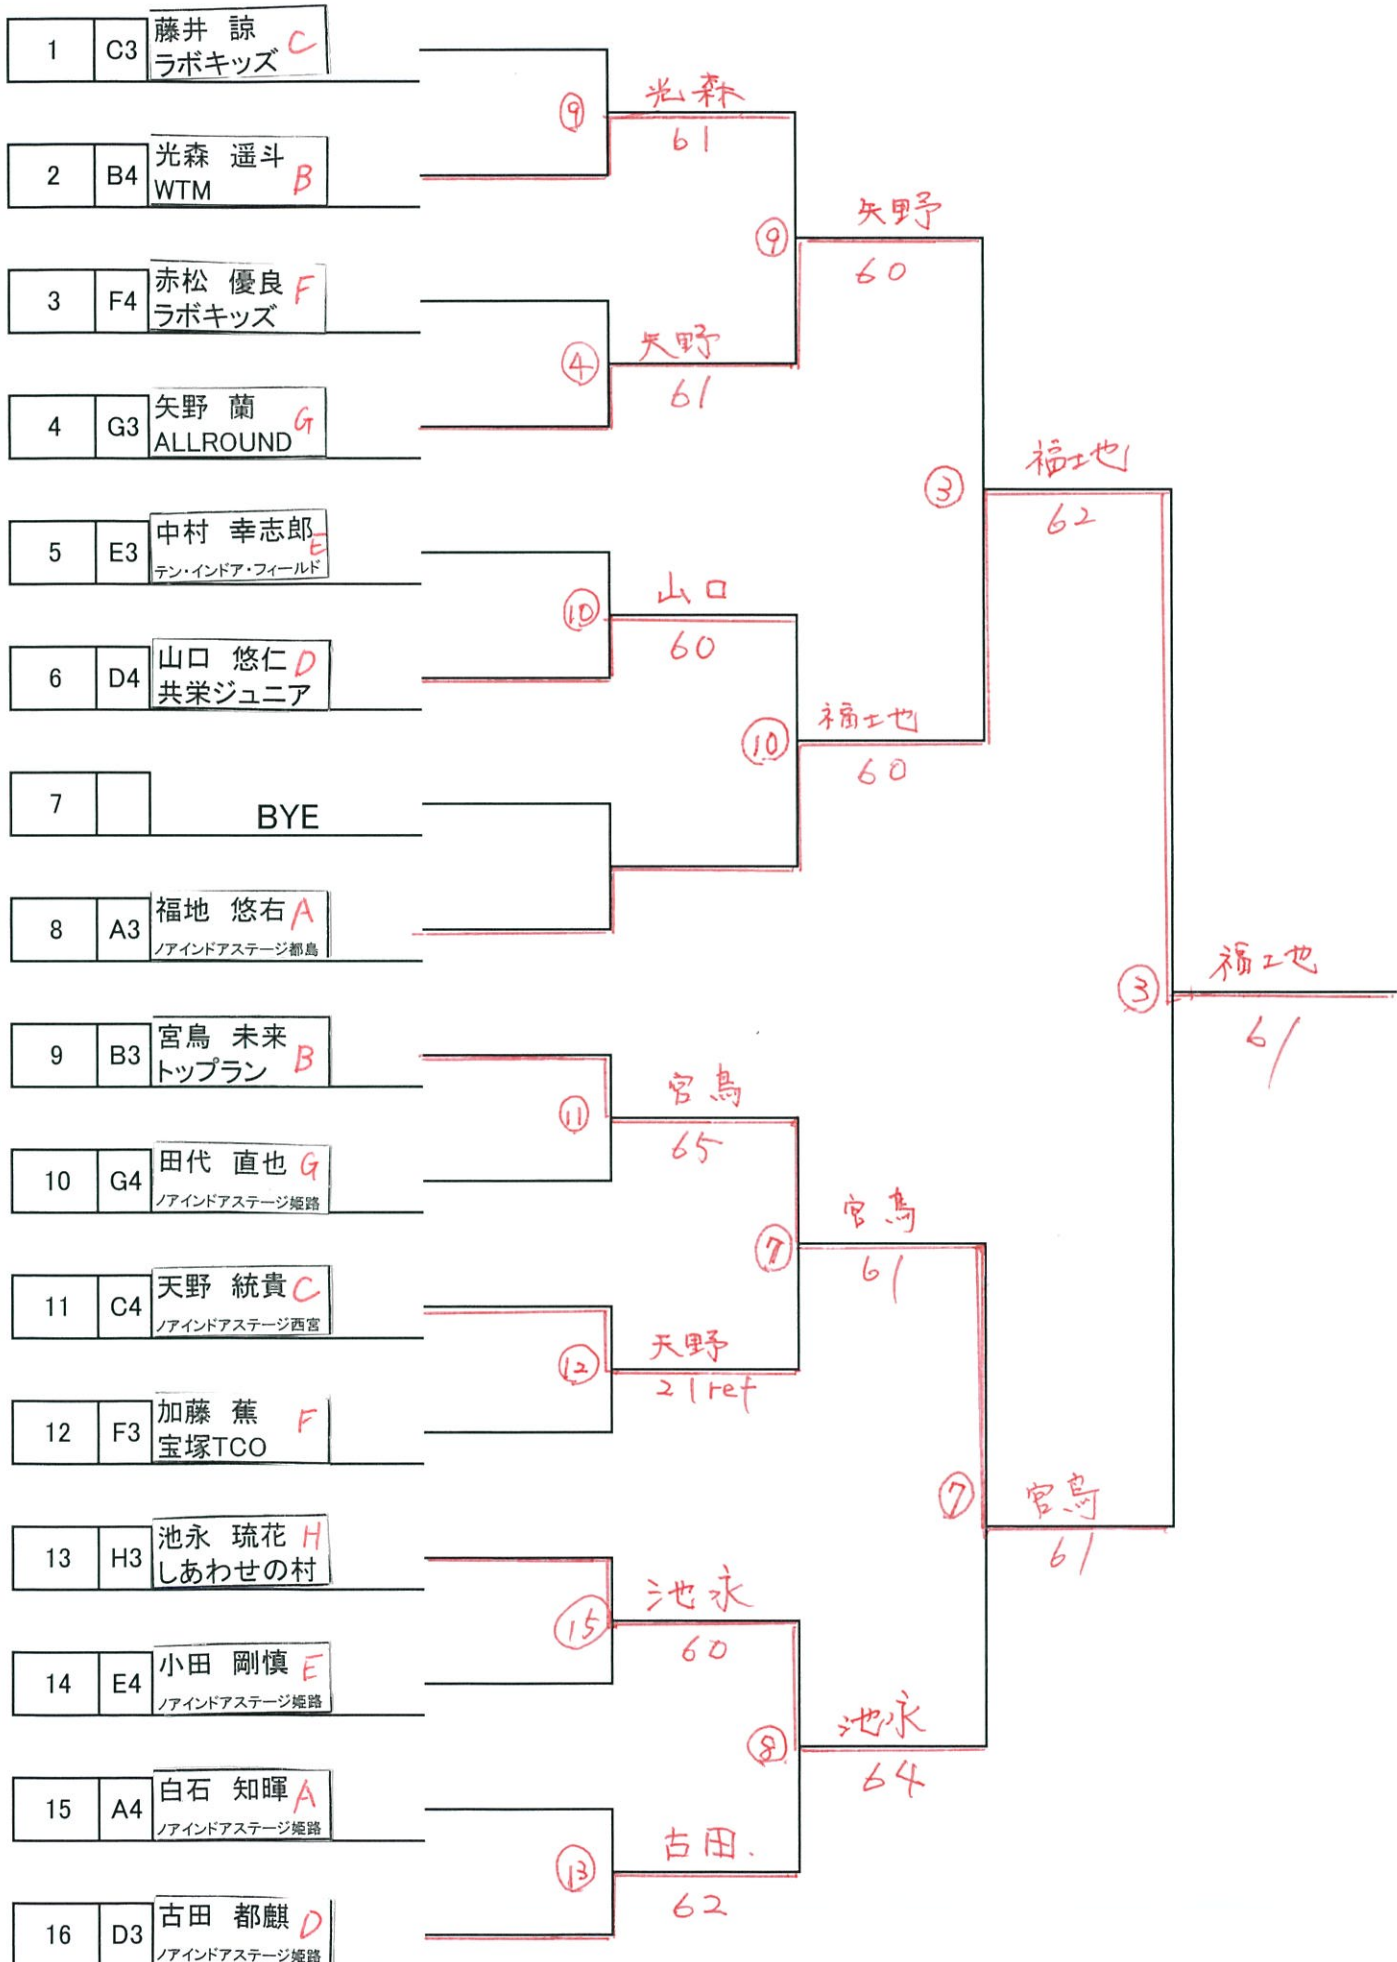 1 C3 藤井 諒 C
ラボキッズ
⑨ 光森
61
2 B4 光森 遥斗
WTM B
⑨ 矢野
60
3 F4 赤松 優良 F
ラボキッズ
④ 矢野
61
4 G3 矢野 蘭 G
ALLROUND
③ 福地
62
5 E3 中村 幸志郎 E
テン・インドア・フィールド
⑩ 山口
60
6 D4 山口 悠仁 D
共栄ジュニア
⑩ 福地
60
7 BYE
8 A3 福地 悠右 A
ノアインドアステージ都島
③ 福地
61
9 B3 宮鳥 未来
トップラン B
⑪ 宮鳥
65
10 G4 田代 直也 G
ノアインドアステージ姫路
⑦ 宮鳥
61
11 C4 天野 統貴 C
ノアインドアステージ西宮
⑫ 天野
21ret
12 F3 加藤 蕉 F
宝塚TCO
⑦ 宮鳥
61
13 H3 池永 琉花 H
しあわせの村
⑮ 池永
60
14 E4 小田 剛慎 E
ノアインドアステージ姫路
⑧ 池永
64
15 A4 白石 知暉 A
ノアインドアステージ姫路
⑬ 古田
62
16 D3 古田 都麒 D
ノアインドアステージ姫路